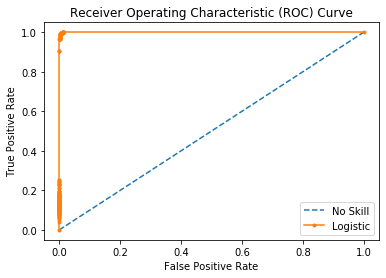 Receiver Operating Characteristic (ROC) Curve
True Positive Rate
1.0
0.8
0.6
0.4
0.2
0.0
0.0 0.2 0.4 0.6 0.8 1.0
False Positive Rate
No Skill
Logistic